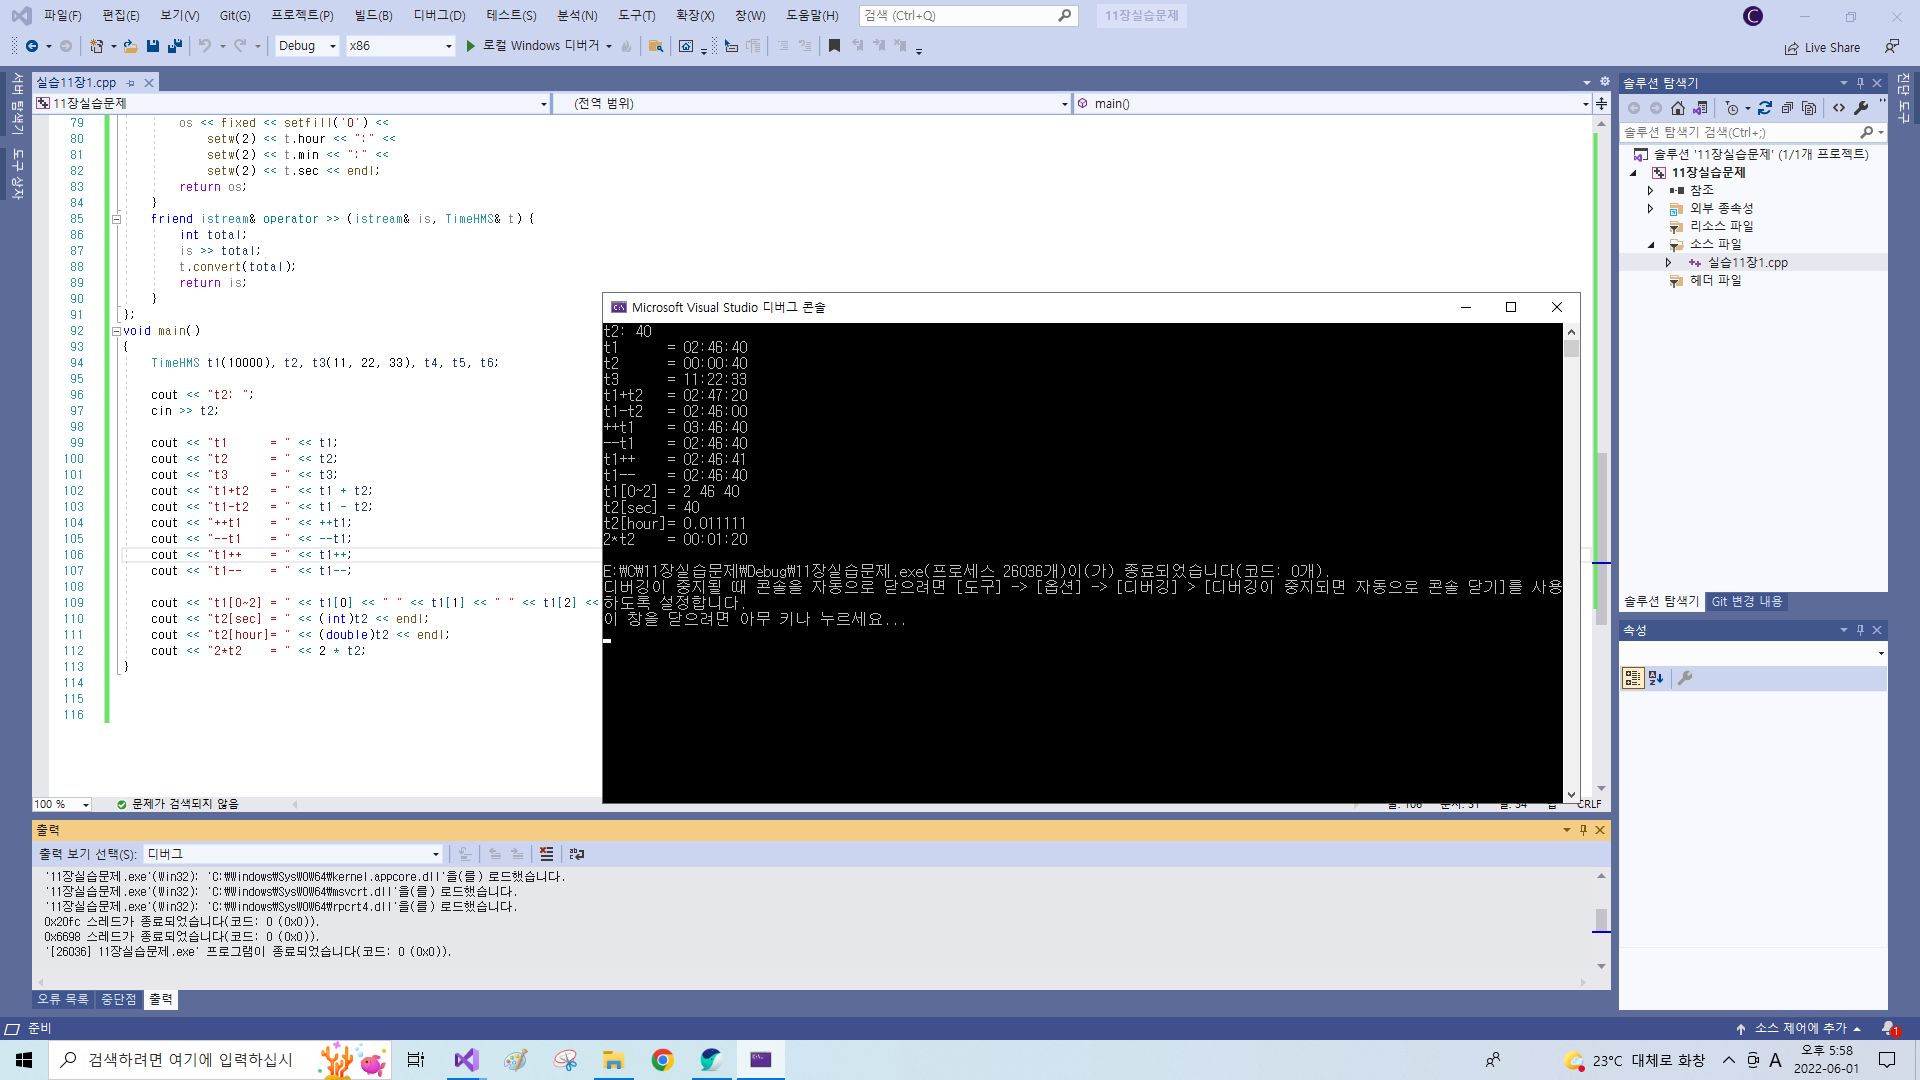 파일(F) 편집(E) 보기(V) Git(G) 프로젝트(P) 빌드(B) 디버그(D) 테스트(S) 분석(N) 도구(T) 확장(X) 창(W) 도움말(H) 검색 (Ctrl+Q) 11장실습문제 C
Debug x86 로컬 Windows 디버거 Live Share
서버 탐색기
도구 상자
실습11장1.cpp
11장실습문제 (전역 범위) main()
79 os << fixed << setfill('0') <<
80 setw(2) << t.hour << ":" <<
81 setw(2) << t.min << ":" <<
82 setw(2) << t.sec << endl;
83 return os;
84 }
85 friend istream& operator >> (istream& is, TimeHMS& t) {
86 int total;
87 is >> total;
88 t.convert(total);
89 return is;
90 }
91 };
92 void main()
93 {
94 TimeHMS t1(10000), t2, t3(11, 22, 33), t4, t5, t6;
95
96 cout << "t2: ";
97 cin >> t2;
98
99 cout << "t1 = " << t1;
100 cout << "t2 = " << t2;
101 cout << "t3 = " << t3;
102 cout << "t1+t2 = " << t1 + t2;
103 cout << "t1-t2 = " << t1 - t2;
104 cout << "++t1 = " << ++t1;
105 cout << "--t1 = " << --t1;
106 cout << "t1++ = " << t1++;
107 cout << "t1-- = " << t1--;
108
109 cout << "t1[0~2] = " << t1[0] << " " << t1[1] << " " << t1[2] <<
110 cout << "t2[sec] = " << (int)t2 << endl;
111 cout << "t2[hour]= " << (double)t2 << endl;
112 cout << "2*t2 = " << 2 * t2;
113 }
114
115
116
Microsoft Visual Studio 디버그 콘솔
t2: 40
t1 = 02:46:40
t2 = 00:00:40
t3 = 11:22:33
t1+t2 = 02:47:20
t1-t2 = 02:46:00
++t1 = 03:46:40
--t1 = 02:46:40
t1++ = 02:46:41
t1-- = 02:46:40
t1[0~2] = 2 46 40
t2[sec] = 40
t2[hour]= 0.011111
2*t2 = 00:01:20
E:₩C₩11장실습문제₩Debug₩11장실습문제.exe(프로세스 26036개)이(가) 종료되었습니다(코드: 0개).
디버깅이 중지될 때 콘솔을 자동으로 닫으려면 [도구] -> [옵션] -> [디버깅] > [디버깅이 중지되면 자동으로 콘솔 닫기]를 사용
하도록 설정합니다.
이 창을 닫으려면 아무 키나 누르세요...
100 % 문제가 검색되지 않음 CRLF
출력
출력 보기 선택(S): 디버그
'11장실습문제.exe'(Win32): 'C:₩Windows₩SysWOW64₩kernel.appcore.dll'을(를) 로드했습니다.
'11장실습문제.exe'(Win32): 'C:₩Windows₩SysWOW64₩msvcrt.dll'을(를) 로드했습니다.
'11장실습문제.exe'(Win32): 'C:₩Windows₩SysWOW64₩rpcrt4.dll'을(를) 로드했습니다.
0x20fc 스레드가 종료되었습니다(코드: 0 (0x0)).
0x6698 스레드가 종료되었습니다(코드: 0 (0x0)).
'[26036] 11장실습문제.exe' 프로그램이 종료되었습니다(코드: 0 (0x0)).
오류 목록 중단점 출력
솔루션 탐색기
솔루션 탐색기 검색(Ctrl+;)
솔루션 '11장실습문제' (1/1개 프로젝트)
11장실습문제
참조
외부 종속성
리소스 파일
소스 파일
실습11장1.cpp
헤더 파일
솔루션 탐색기 Git 변경 내용
속성
진단 도구
준비 소스 제어에 추가 1
검색하려면 여기에 입력하십시 23°C 대체로 화창 A 오후 5:58
2022-06-01